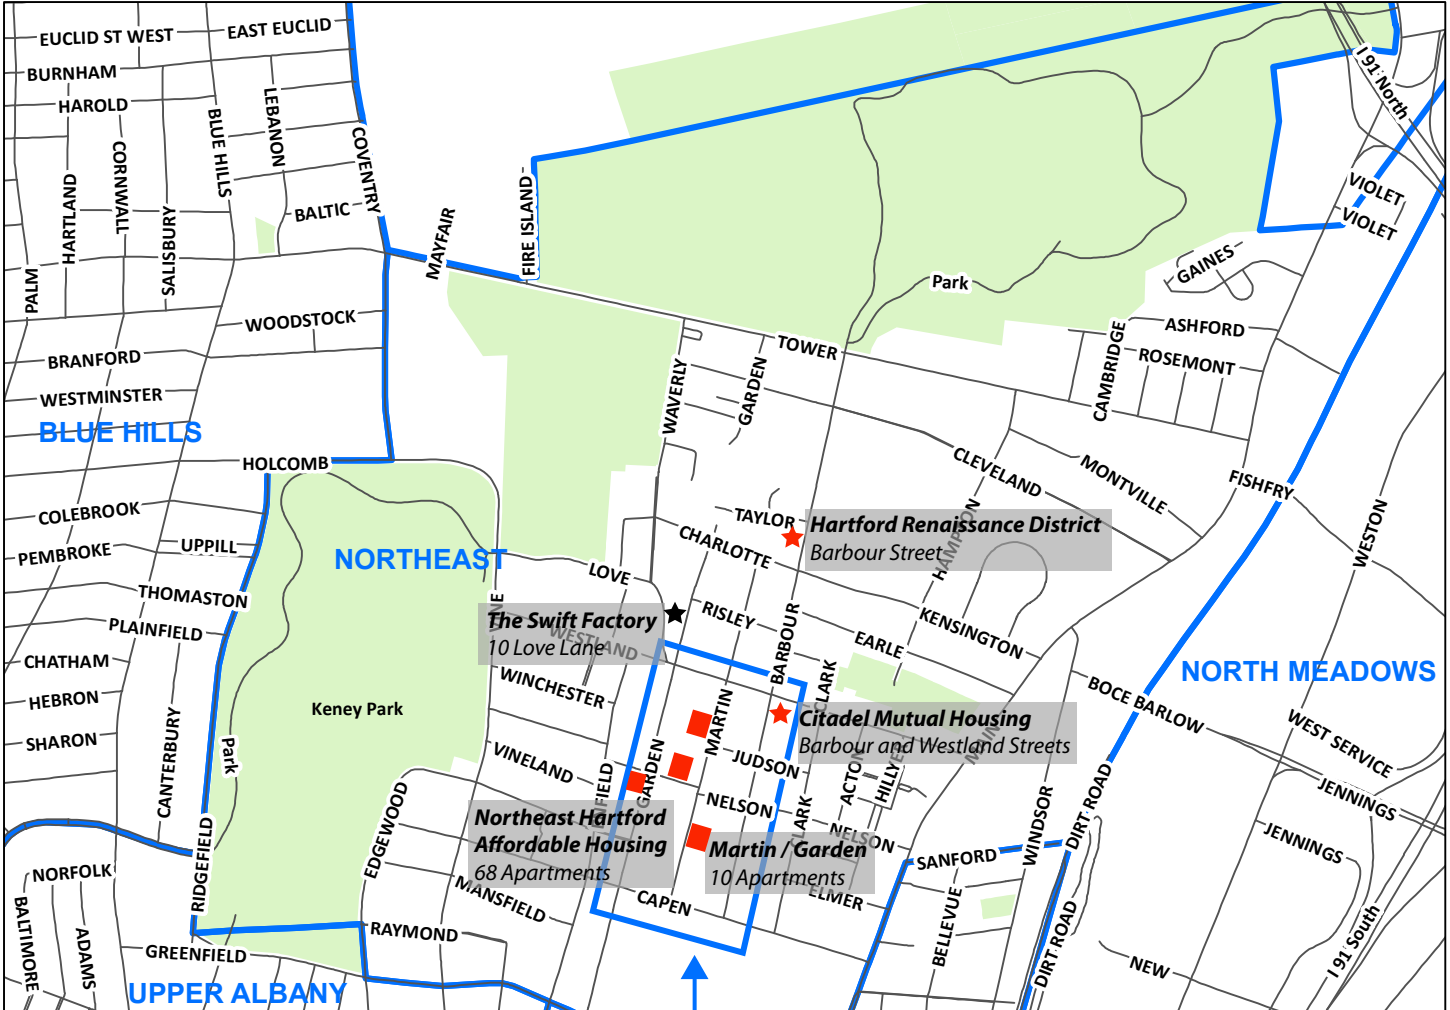 EUCLID ST WEST
EAST EUCLID
BURNHAM
HAROLD
LEBANON
BLUE HILLS
COVENTRY
CORNWALL
HARTLAND
SALISBURY
PALM
BALTIC
MAYFAIR
FIRE ISLAND
I 91 North
VIOLET
VIOLET
GAINES
Park
WOODSTOCK
BRANFORD
WESTMINSTER
BLUE HILLS
TOWER
GARDEN
WAVERLY
CAMBRIDGE
ASHFORD
ROSEMONT
HOLCOMB
CLEVELAND
MONTVILLE
FISHFRY
WESTON
COLEBROOK
PEMBROKE
UPPILL
NORTHEAST
TAYLOR
CHARLOTTE
HAMPTON
Hartford Renaissance District
Barbour Street
LOVE
THOMASTON
PLAINFIELD
The Swift Factory
10 Love Lane
WESTLAND
RISLEY
BARBOUR
EARLE
KENSINGTON
CHATHAM
HEBRON
SHARON
CANTERBURY
Keney Park
Park
WINCHESTER
VINELAND
MARTIN
GARDEN
CLARK
Citadel Mutual Housing
Barbour and Westland Streets
MAIN
BOCE BARLOW
NORTH MEADOWS
WEST SERVICE
JENNINGS
JENNINGS
JUDSON
NELSON
ACTON
HILLYER
CLARK
NELSON
ENFIELD
EDGEWOOD
RIDGEFIELD
Northeast Hartford
Affordable Housing
68 Apartments
Martin / Garden
10 Apartments
ELMER
SANFORD
WINDSOR
DIRT ROAD
DIRT ROAD
BELLEVUE
NORFOLK
BALTIMORE
ADAMS
MANSFIELD
CAPEN
RAYMOND
GREENFIELD
UPPER ALBANY
NEW
I 91 South